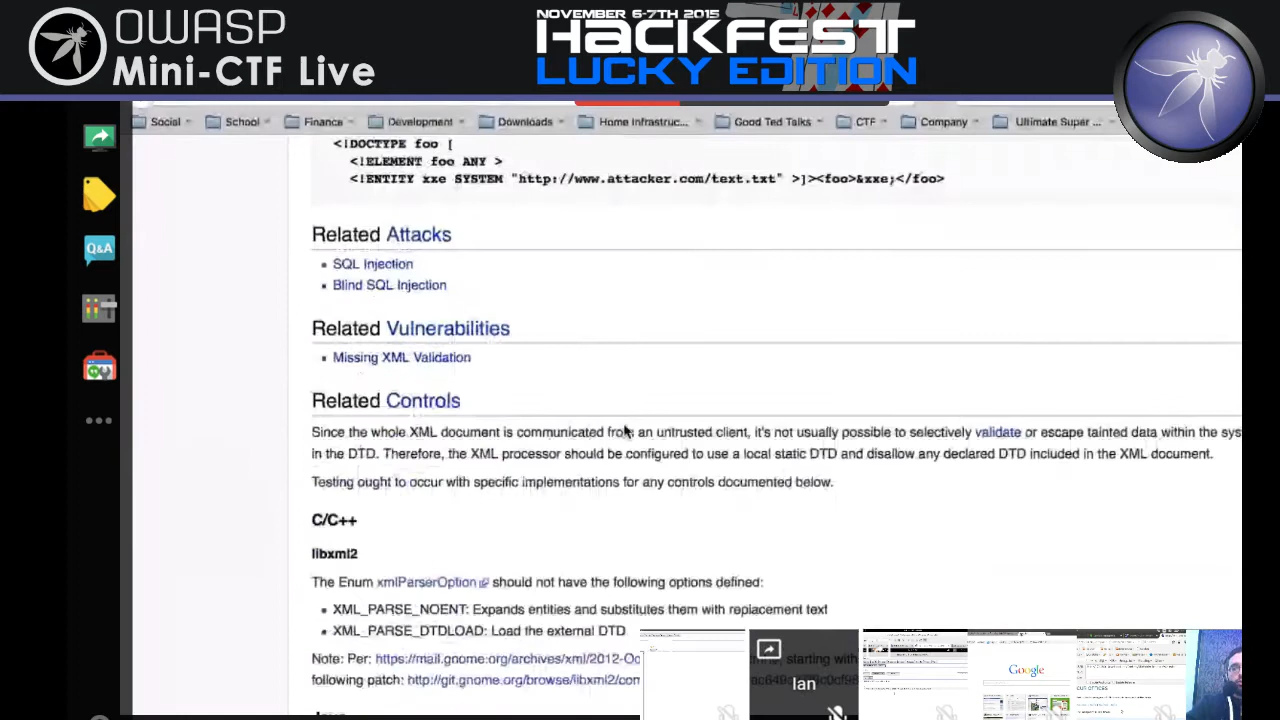 OWASP
Mini-CTF Live
NOVEMBER 6-7TH 2015
HACKFEST
LUCKY EDITION
Social School Finance Development Downloads Home Infrastruc... Good Ted Talks CTF Company Ultimate Super ...
<!DOCTYPE foo [
<!ELEMENT foo ANY >
<!ENTITY xxe SYSTEM "http://www.attacker.com/text.txt" >]><foo>&xxe;</foo>
Related Attacks
SQL Injection
Blind SQL Injection
Related Vulnerabilities
Missing XML Validation
Related Controls
Since the whole XML document is communicated from an untrusted client, it's not usually possible to selectively validate or escape tainted data within the sys
in the DTD. Therefore, the XML processor should be configured to use a local static DTD and disallow any declared DTD included in the XML document.
Testing ought to occur with specific implementations for any controls documented below.
C/C++
libxml2
The Enum xmlParserOption should not have the following options defined:
XML_PARSE_NOENT: Expands entities and substitutes them with replacement text
XML_PARSE_DTDLOAD: Load the external DTD
Note: Per: https://mail.gnome.org/archives/xml/2012-Oc starting with
following patch: http://git.gnome.org/browse/libxml2/com
Q&A
Ian
Google